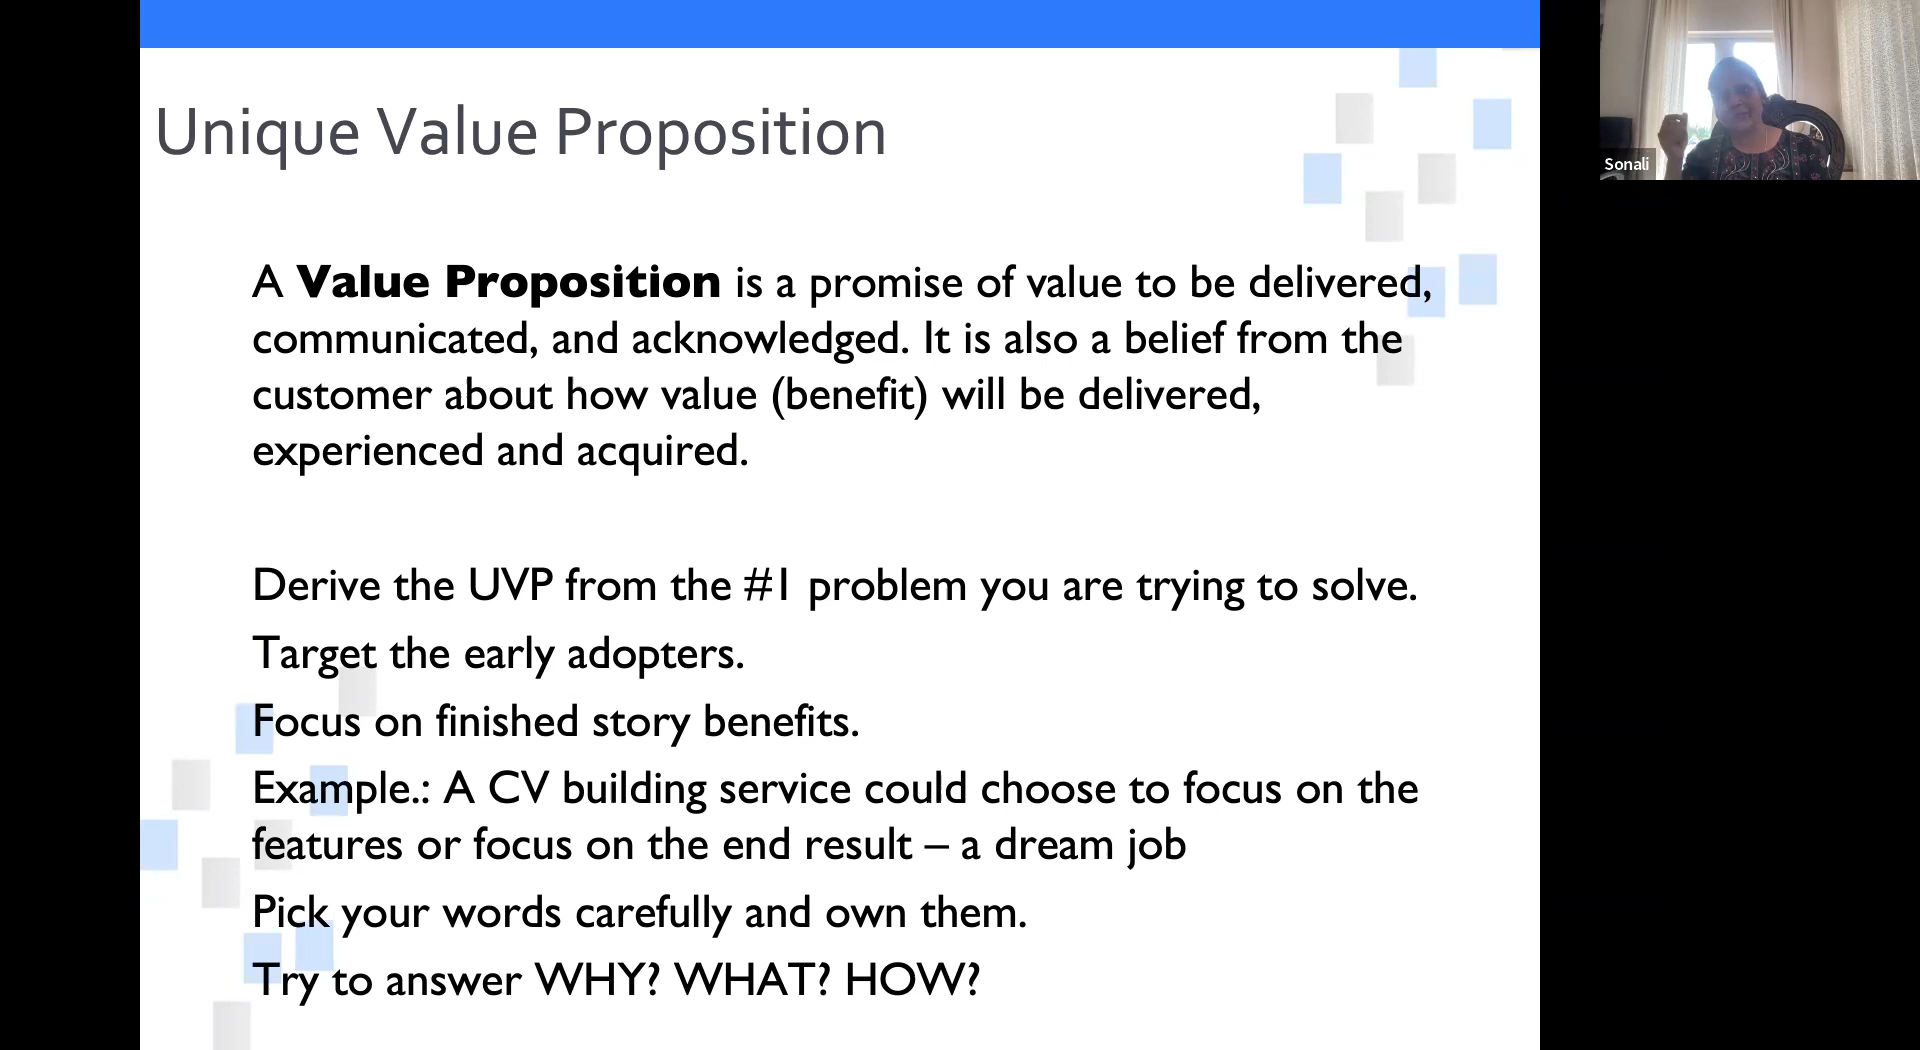 Unique Value Proposition
Sonali
A Value Proposition is a promise of value to be delivered,
communicated, and acknowledged. It is also a belief from the
customer about how value (benefit) will be delivered,
experienced and acquired.
Derive the UVP from the #1 problem you are trying to solve.
Target the early adopters.
Focus on finished story benefits.
Example.: A CV building service could choose to focus on the
features or focus on the end result – a dream job
Pick your words carefully and own them.
Try to answer WHY? WHAT? HOW?